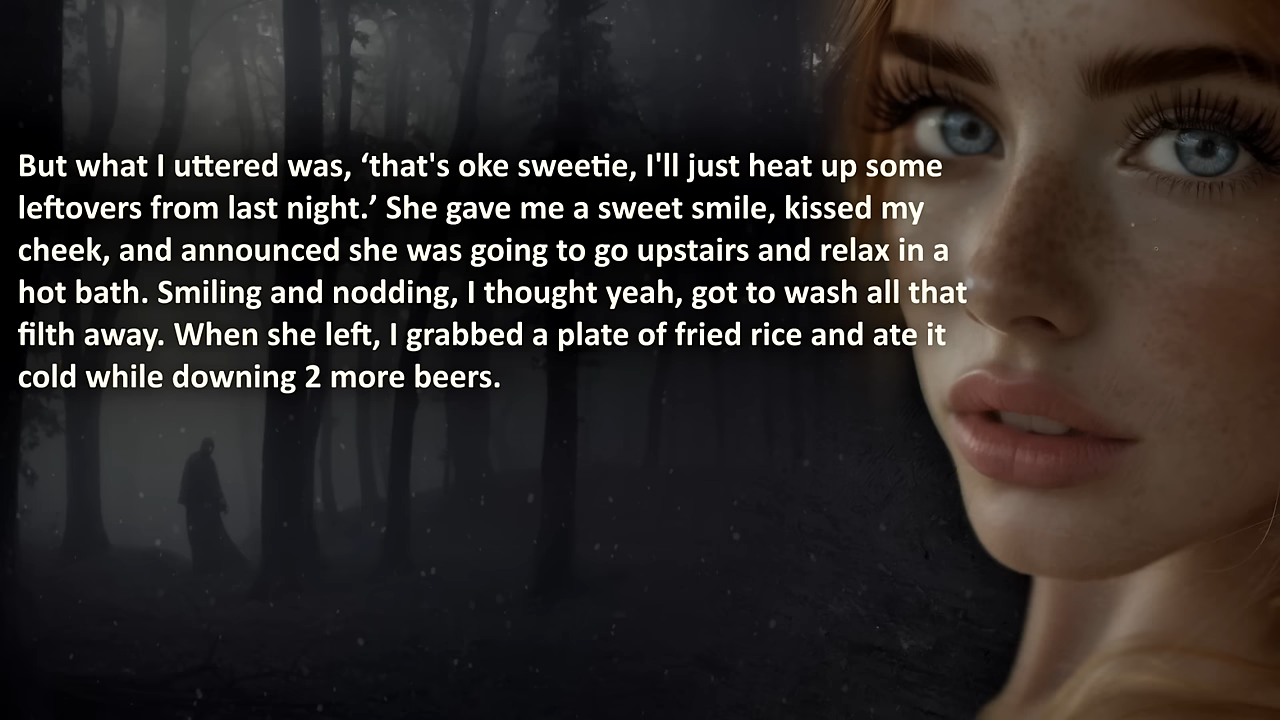 But what I uttered was, ‘that's oke sweetie, I'll just heat up some
leftovers from last night.’ She gave me a sweet smile, kissed my
cheek, and announced she was going to go upstairs and relax in a
hot bath. Smiling and nodding, I thought yeah, got to wash all that
filth away. When she left, I grabbed a plate of fried rice and ate it
cold while downing 2 more beers.